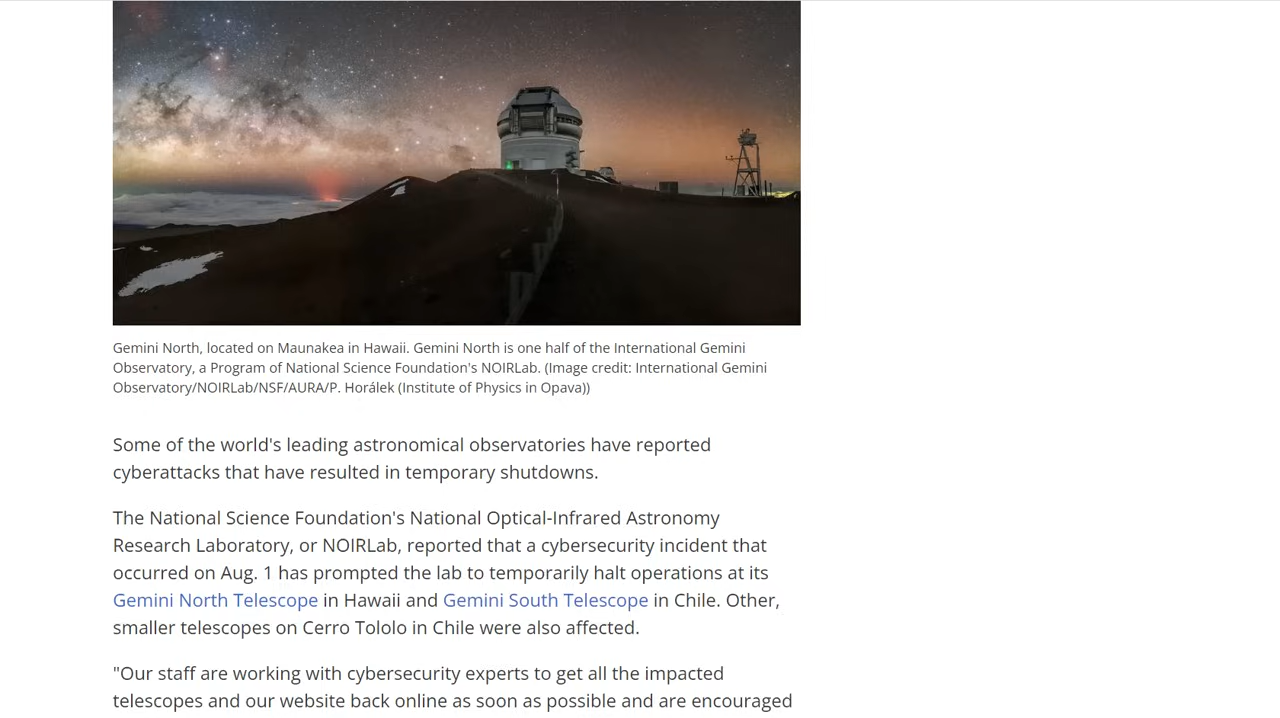 Gemini North, located on Maunakea in Hawaii. Gemini North is one half of the International Gemini
Observatory, a Program of National Science Foundation's NOIRLab. (Image credit: International Gemini
Observatory/NOIRLab/NSF/AURA/P. Horálek (Institute of Physics in Opava))
Some of the world's leading astronomical observatories have reported
cyberattacks that have resulted in temporary shutdowns.
The National Science Foundation's National Optical-Infrared Astronomy
Research Laboratory, or NOIRLab, reported that a cybersecurity incident that
occurred on Aug. 1 has prompted the lab to temporarily halt operations at its
Gemini North Telescope in Hawaii and Gemini South Telescope in Chile. Other,
smaller telescopes on Cerro Tololo in Chile were also affected.
"Our staff are working with cybersecurity experts to get all the impacted
telescopes and our website back online as soon as possible and are encouraged